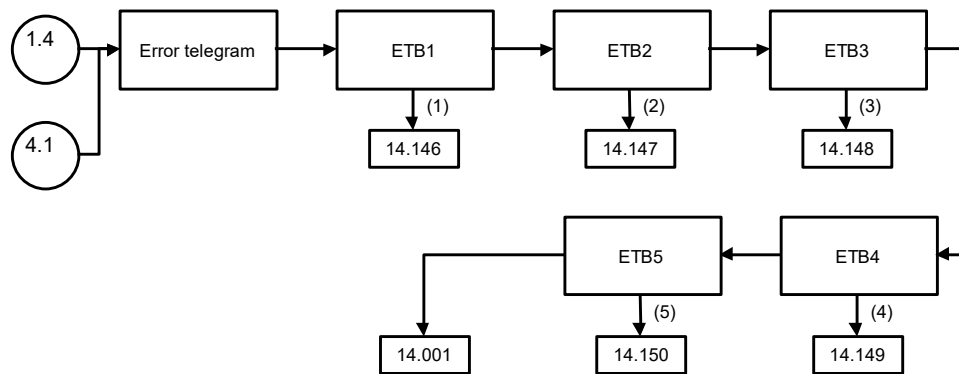 1.4
Error telegram
ETB1
ETB2
ETB3
(1)
(2)
(3)
4.1
14.146
14.147
14.148
ETB5
ETB4
(5)
(4)
14.001
14.150
14.149